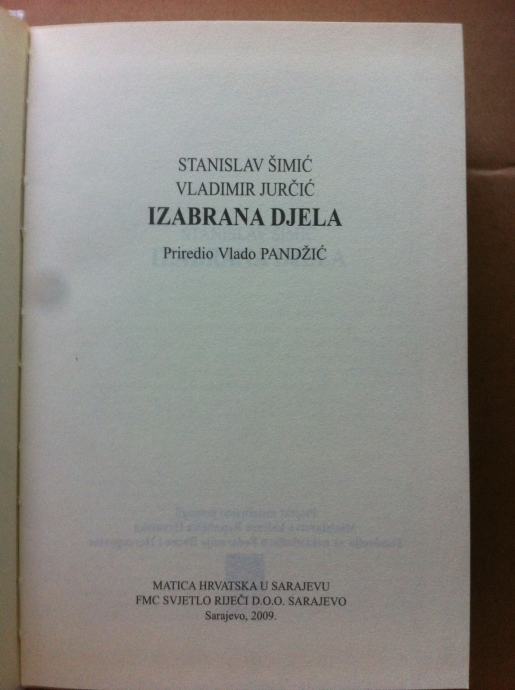 STANISLAV ŠIMIĆ
VLADIMIR JURČIĆ
IZABRANA DJELA
Priredio Vlado PANDŽIĆ
MATICA HRVATSKA U SARAJEVU
FMC SVJETLO RIJEČI D.O.O. SARAJEVO
Sarajevo, 2009.